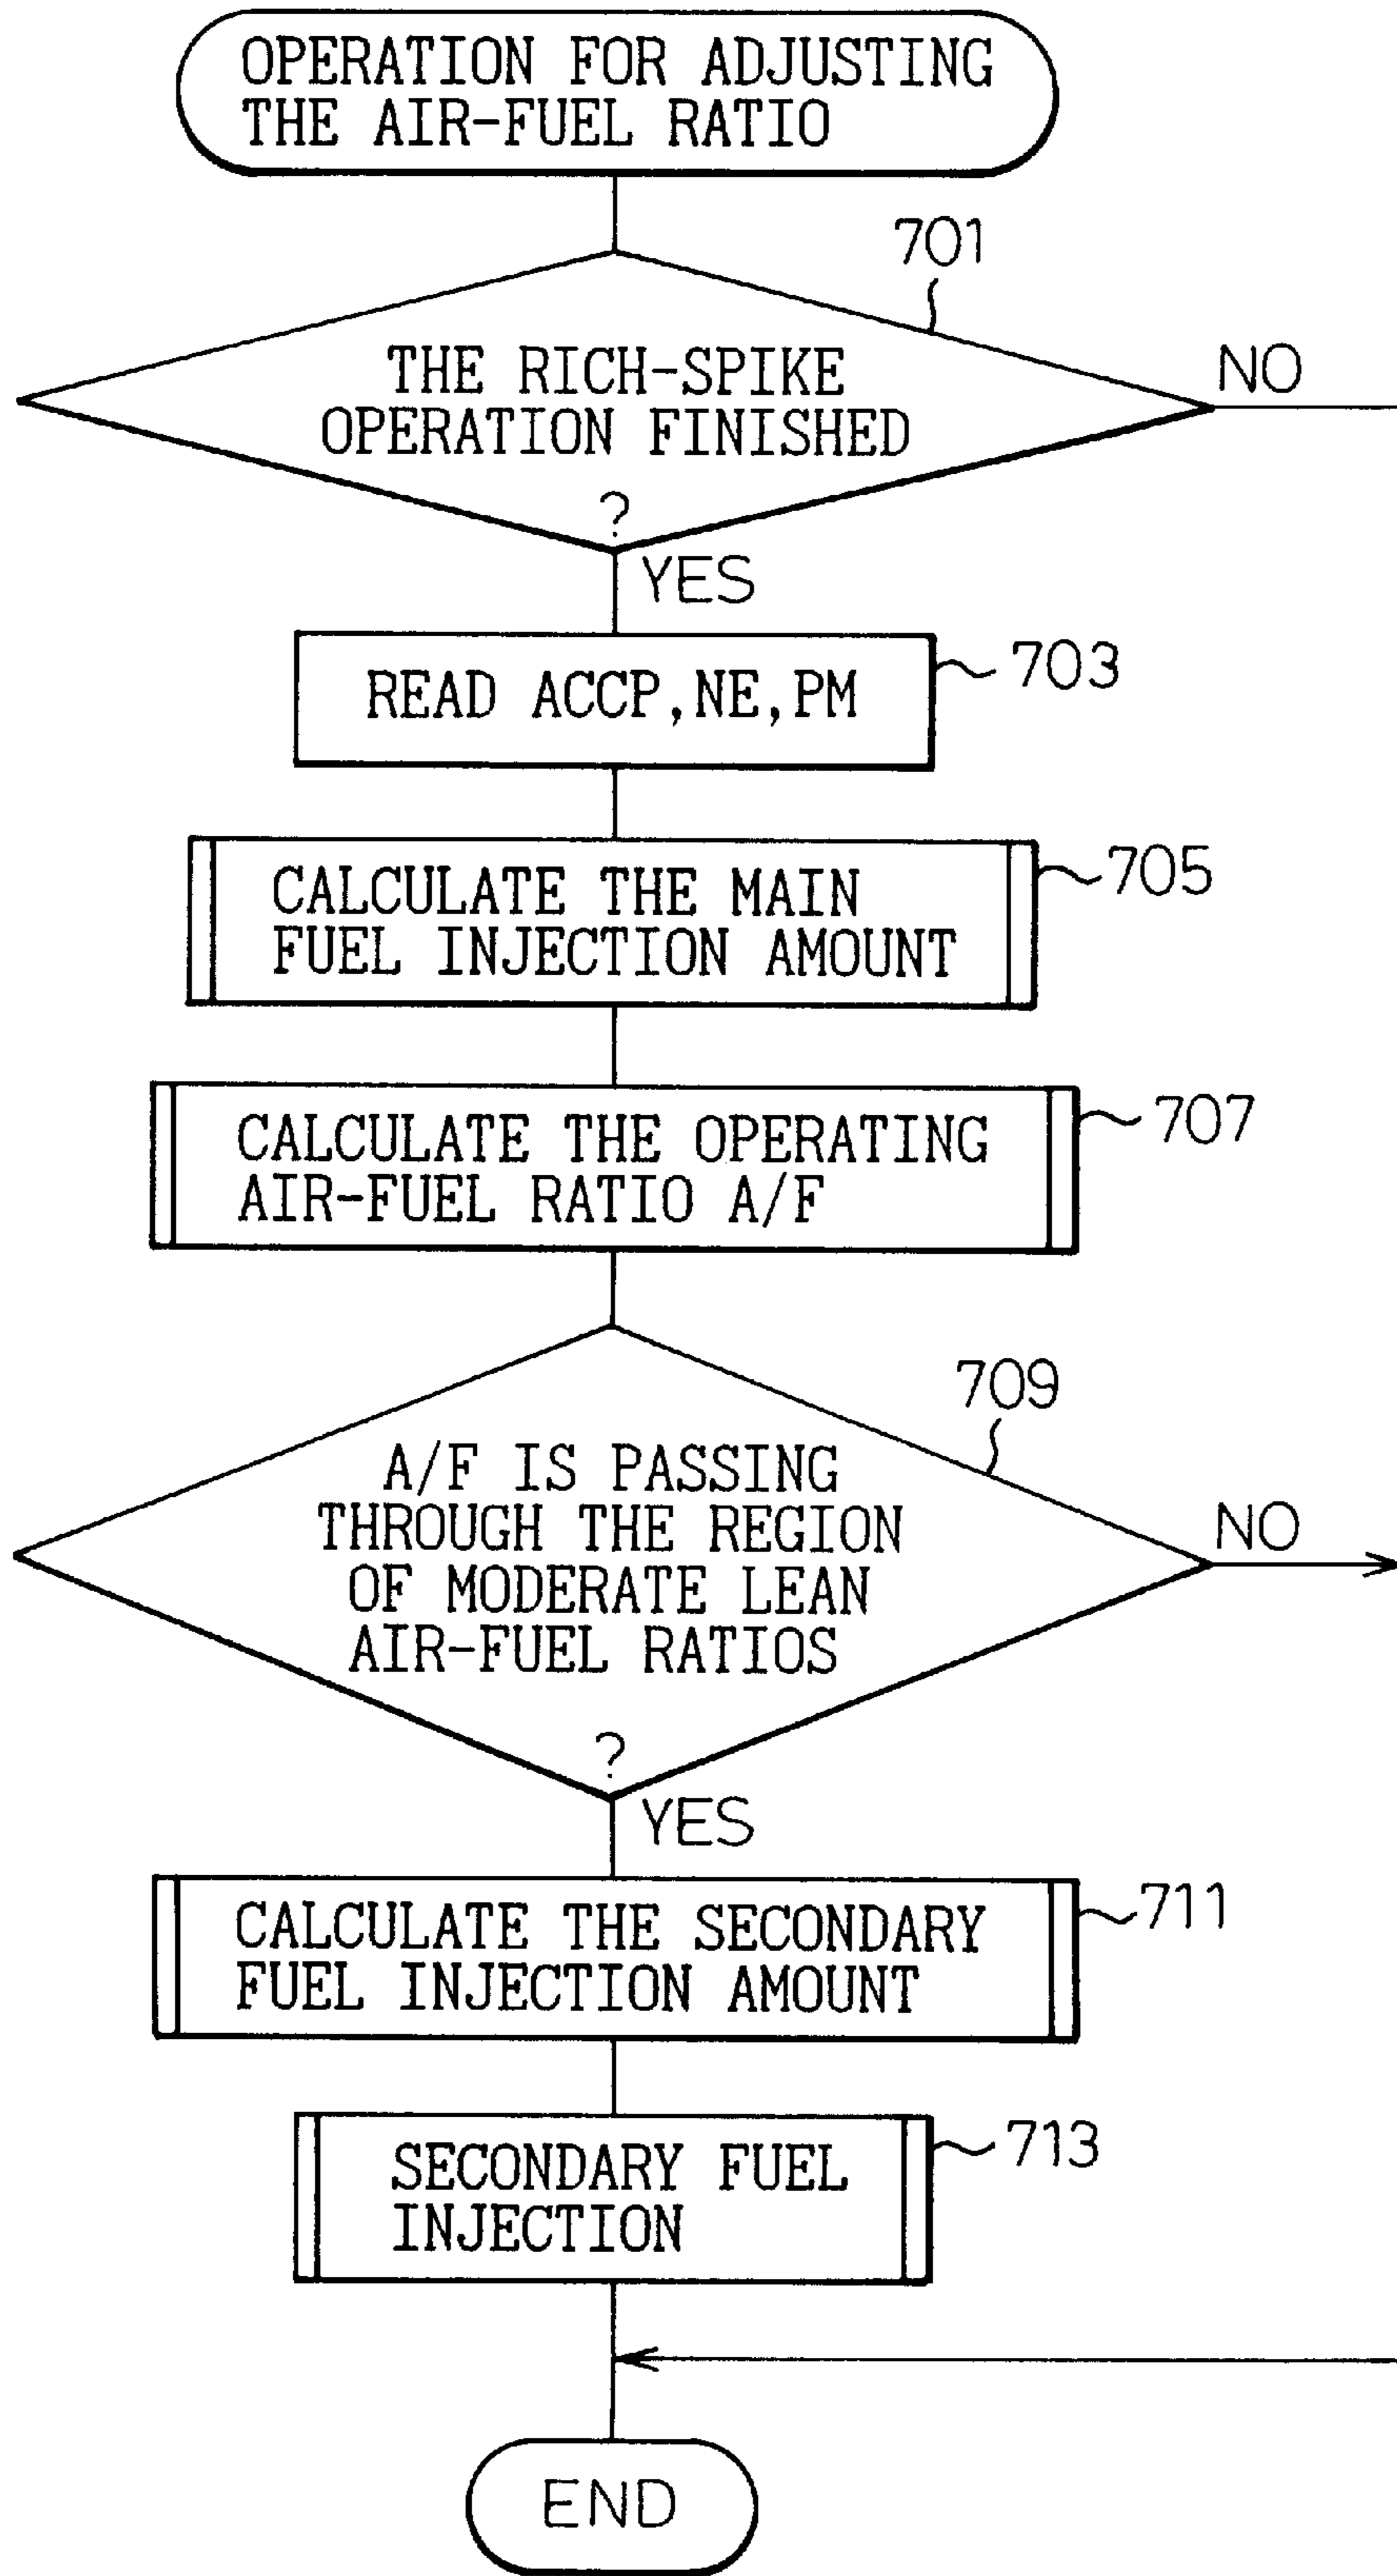 OPERATION FOR ADJUSTING
THE AIR-FUEL RATIO
701
THE RICH-SPIKE
OPERATION FINISHED
?
NO
YES
READ ACCP,NE,PM
703
CALCULATE THE MAIN
FUEL INJECTION AMOUNT
705
CALCULATE THE OPERATING
AIR-FUEL RATIO A/F
707
709
A/F IS PASSING
THROUGH THE REGION
OF MODERATE LEAN
AIR-FUEL RATIOS
?
NO
YES
CALCULATE THE SECONDARY
FUEL INJECTION AMOUNT
711
SECONDARY FUEL
INJECTION
713
END